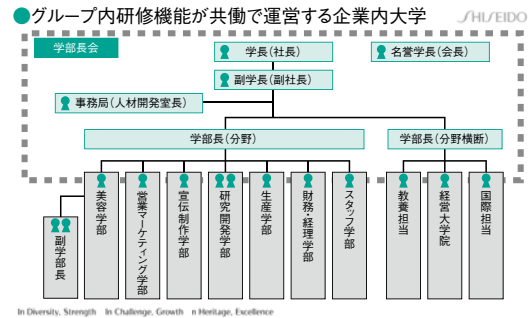 ●グループ内研修機能が共働で運営する企業内大学
SHISEIDO
学部長会
学長(社長)
名誉学長(会長)
副学長(副社長)
事務局(人材開発室長)
学部長(分野)
学部長(分野横断)
美容学部
営業マーケティング学部
宣伝制作学部
研究開発学部
生産学部
財務・経理学部
スタッフ学部
教養担当
経営大学院
国際担当
副学部長
In Diversity, Strength In Challenge, Growth n Heritage, Excellence